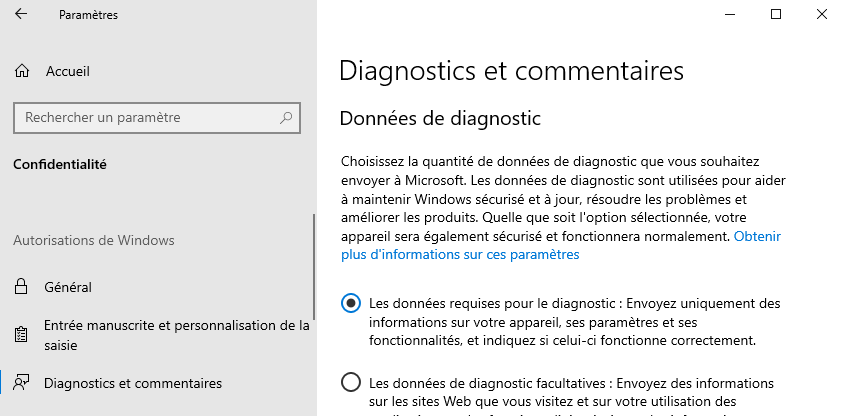 Paramètres
Accueil
Rechercher un paramètre
Confidentialité
Autorisations de Windows
Général
Entrée manuscrite et personnalisation de la
saisie
Diagnostics et commentaires
Diagnostics et commentaires
Données de diagnostic
Choisissez la quantité de données de diagnostic que vous souhaitez
envoyer à Microsoft. Les données de diagnostic sont utilisées pour aider
à maintenir Windows sécurisé et à jour, résoudre les problèmes et
améliorer les produits. Quelle que soit l'option sélectionnée, votre
appareil sera également sécurisé et fonctionnera normalement. Obtenir
plus d'informations sur ces paramètres
Les données requises pour le diagnostic : Envoyez uniquement des
informations sur votre appareil, ses paramètres et ses
fonctionnalités, et indiquez si celui-ci fonctionne correctement.
Les données de diagnostic facultatives : Envoyez des informations
sur les sites Web que vous visitez et sur votre utilisation des